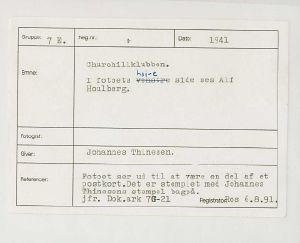 Gruppe: 7 E. Neg.nr.: + Dato: 1941
Emne: Churchillklubben.
højre
I fotoets venstre side ses Alf
Houlberg.
Fotograf:
Giver: Johannes Thinesen.
Referencer: Fotoet ser ud til at være en del af et
postkort.Det er stemplet med Johannes
Thinesens stempel bagpå.
jfr. Dok.ark 7G-21 Registrator: Ros 6.8.91.